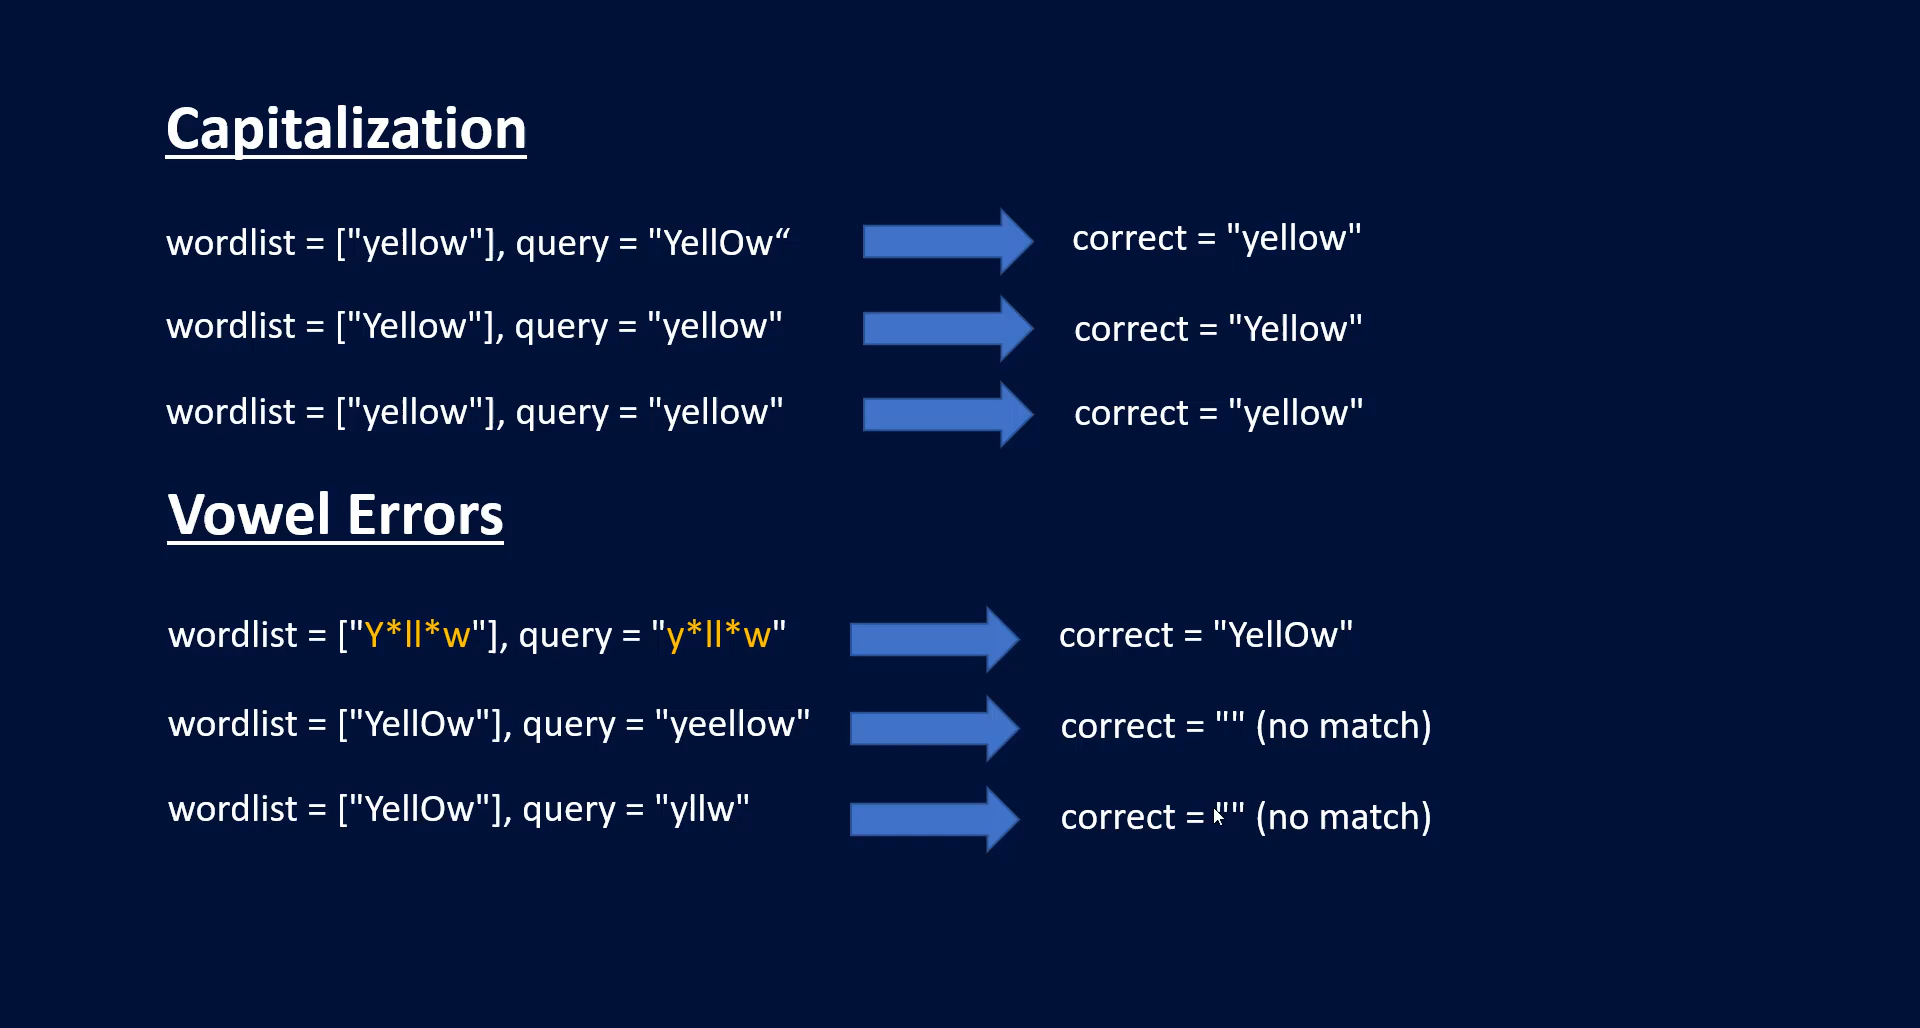 Capitalization
wordlist = ["yellow"], query = "YellOw“ correct = "yellow"
wordlist = ["Yellow"], query = "yellow" correct = "Yellow"
wordlist = ["yellow"], query = "yellow" correct = "yellow"
Vowel Errors
wordlist = ["Y*ll*w"], query = "y*ll*w" correct = "YellOw"
wordlist = ["YellOw"], query = "yeellow" correct = "" (no match)
wordlist = ["YellOw"], query = "yllw" correct = "" (no match)